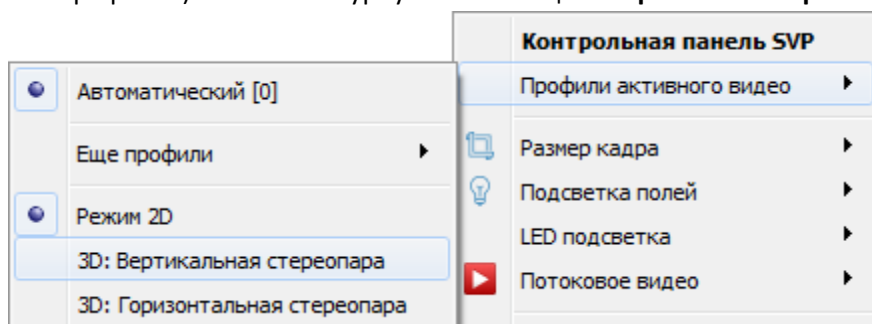 Контрольная панель SVP
Профили активного видео
Размер кадра
Подсветка полей
LED подсветка
Потоковое видео
Автоматический [0]
Еще профили
Режим 2D
3D: Вертикальная стереопара
3D: Горизонтальная стереопара